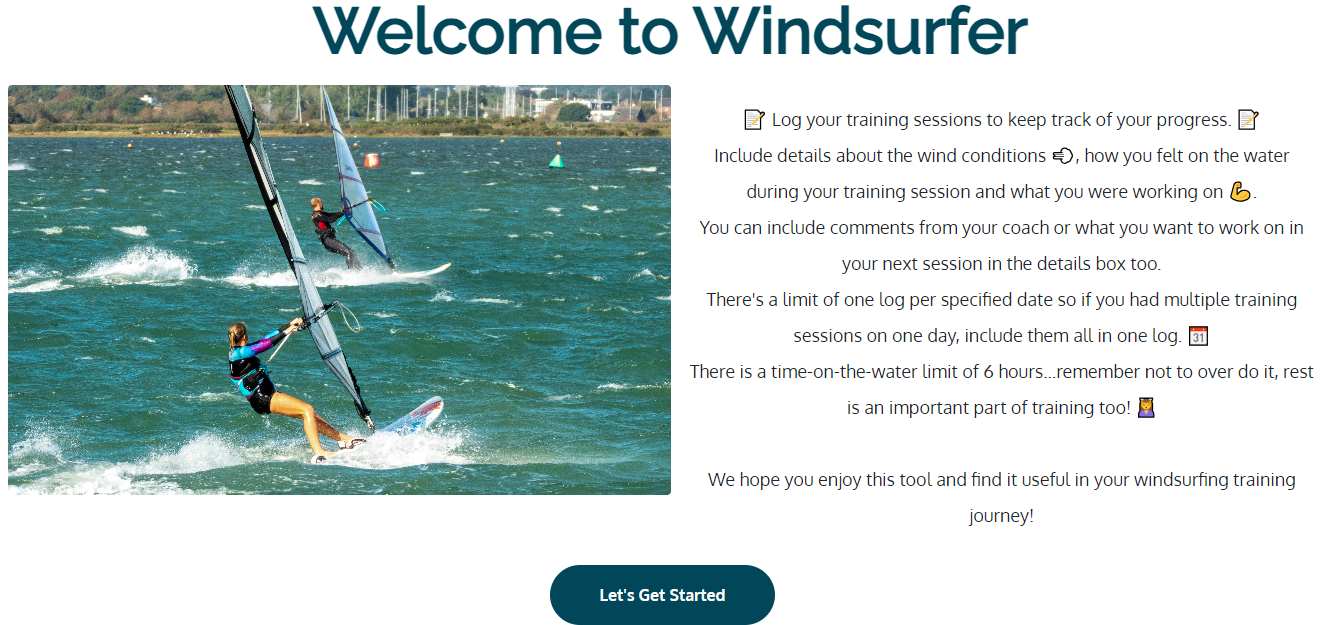 Welcome to Windsurfer
📝 Log your training sessions to keep track of your progress. 📝
Include details about the wind conditions 💨, how you felt on the water
during your training session and what you were working on 💪.
You can include comments from your coach or what you want to work on in
your next session in the details box too.
There's a limit of one log per specified date so if you had multiple training
sessions on one day, include them all in one log. 📅
There is a time-on-the-water limit of 6 hours...remember not to over do it, rest
is an important part of training too! 💆
We hope you enjoy this tool and find it useful in your windsurfing training
journey!
Let's Get Started